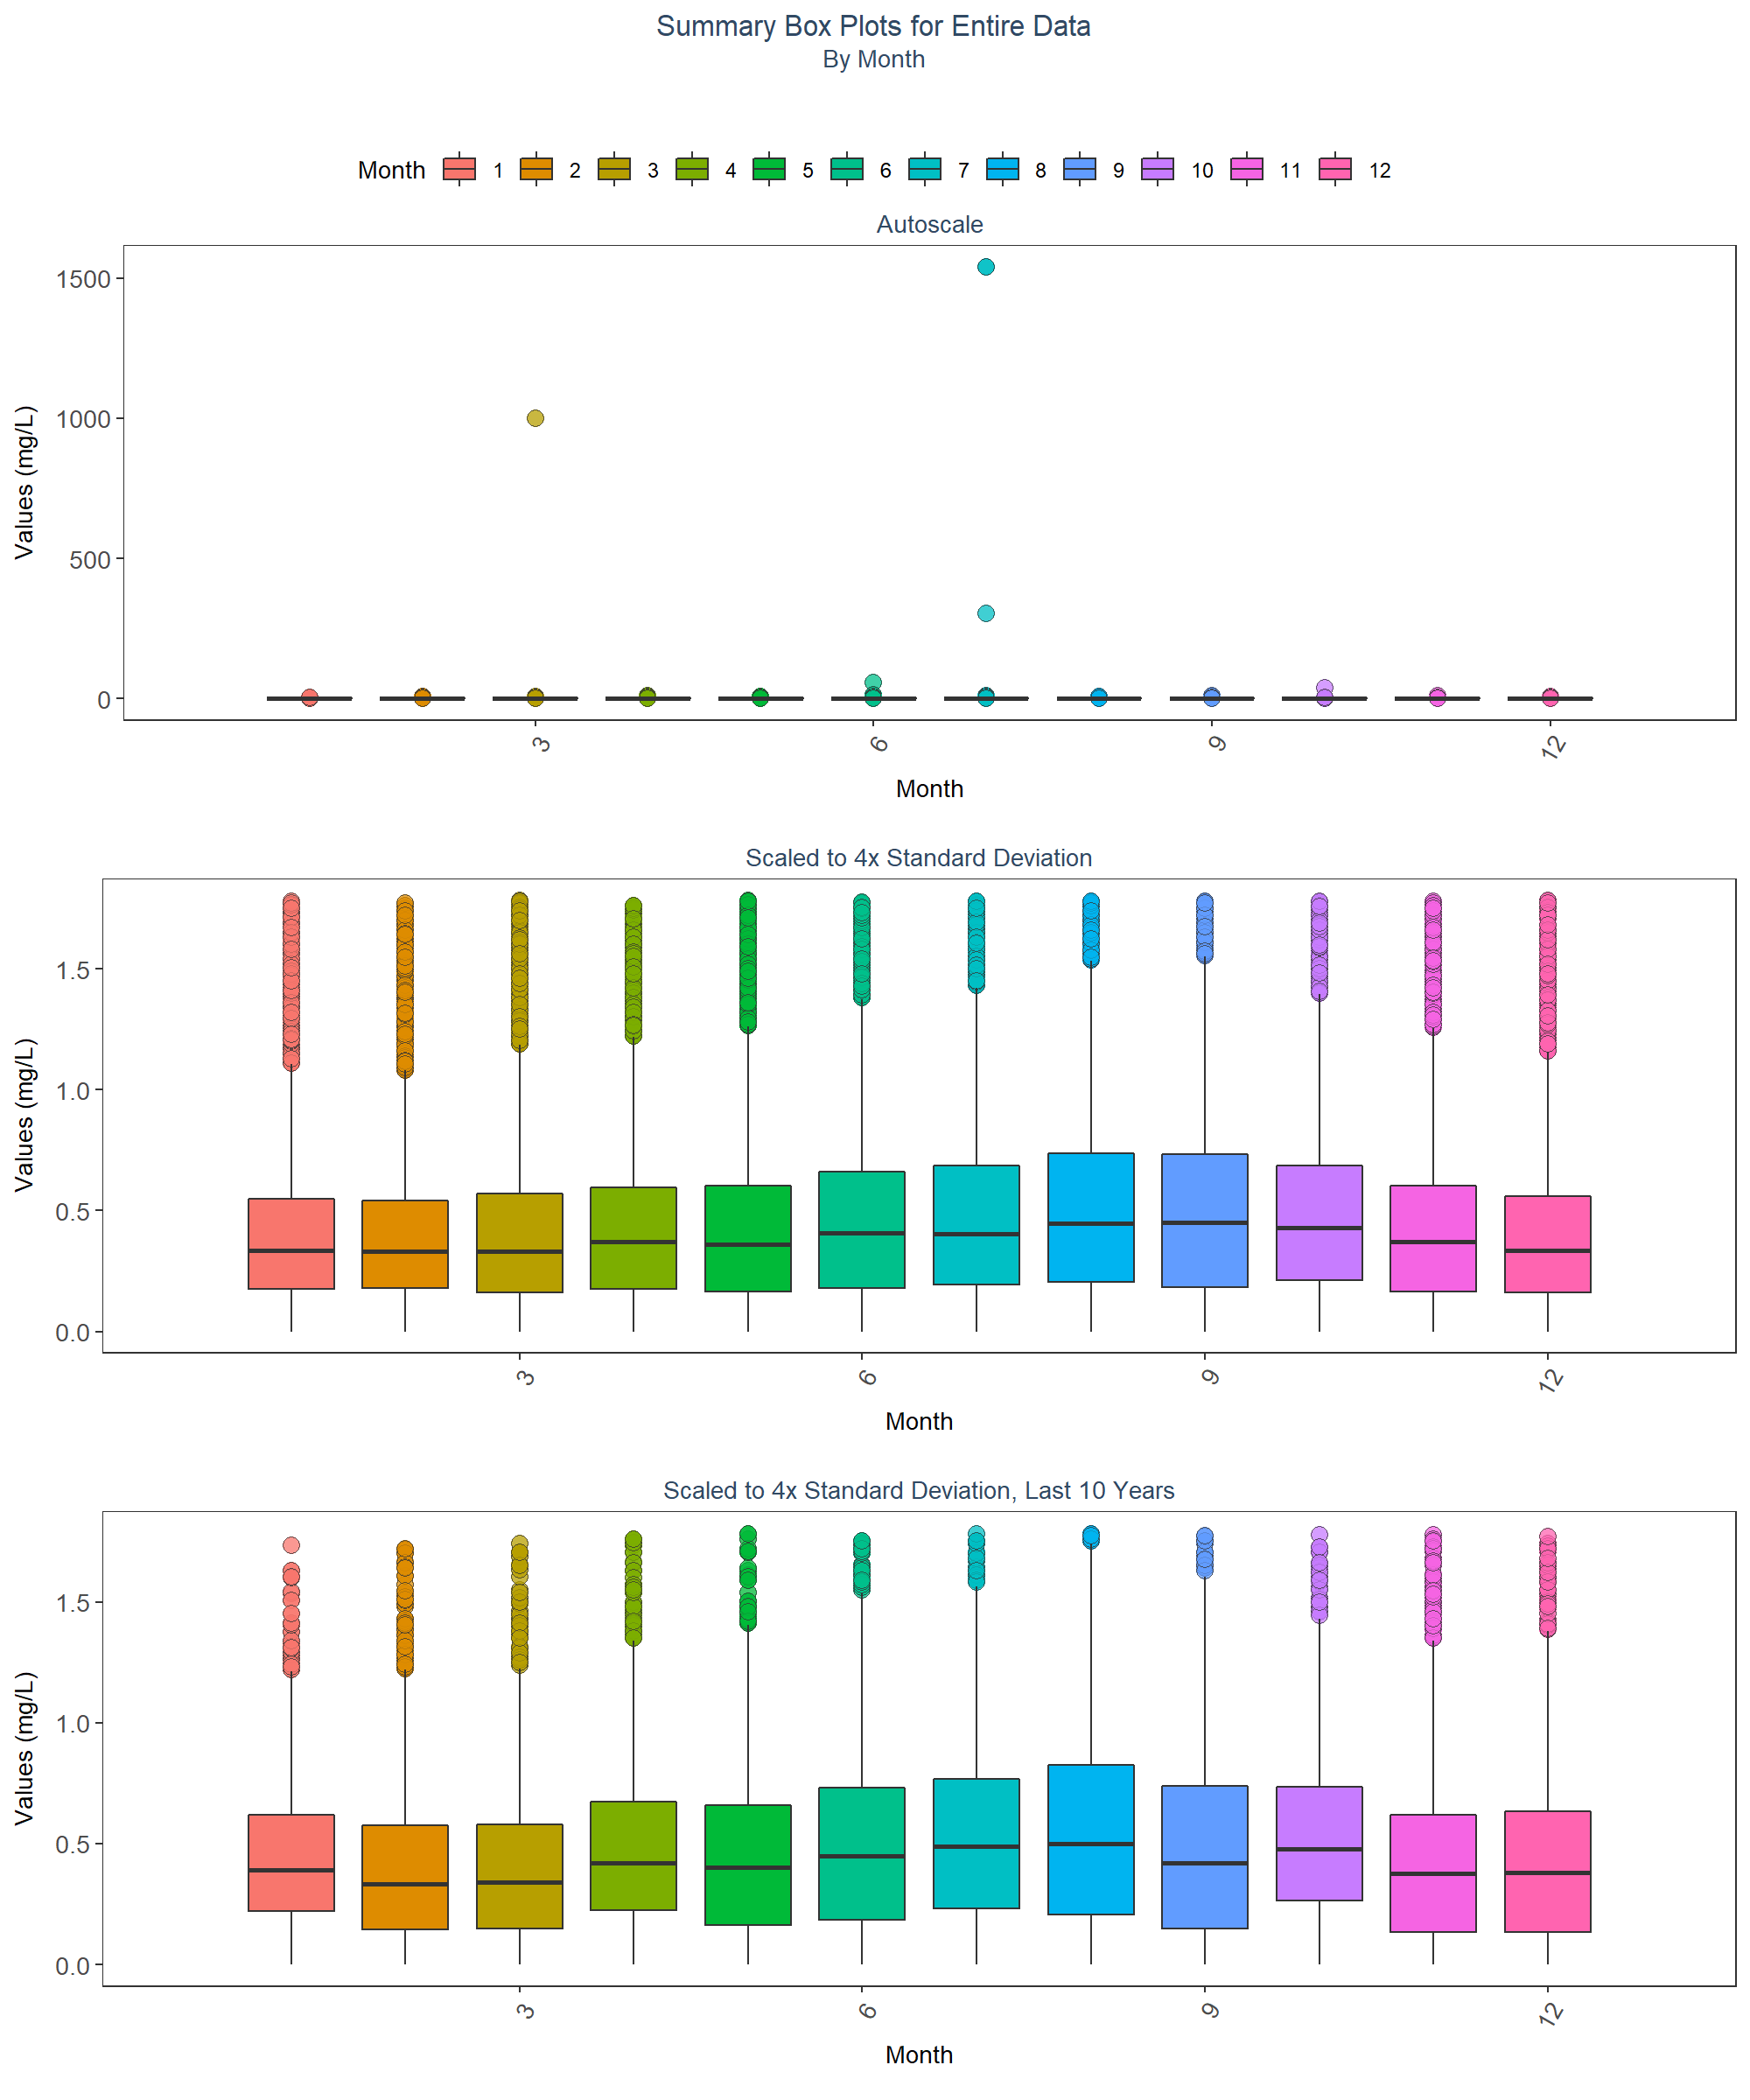 Summary Box Plots for Entire Data
By Month
Month 1 2 3 4 5 6 7 8 9 10 11 12
Autoscale
Values (mg/L)
1500
1000
500
0
3 6 9 12
Month
Scaled to 4x Standard Deviation
Values (mg/L)
1.5
1.0
0.5
0.0
3 6 9 12
Month
Scaled to 4x Standard Deviation, Last 10 Years
Values (mg/L)
1.5
1.0
0.5
0.0
3 6 9 12
Month